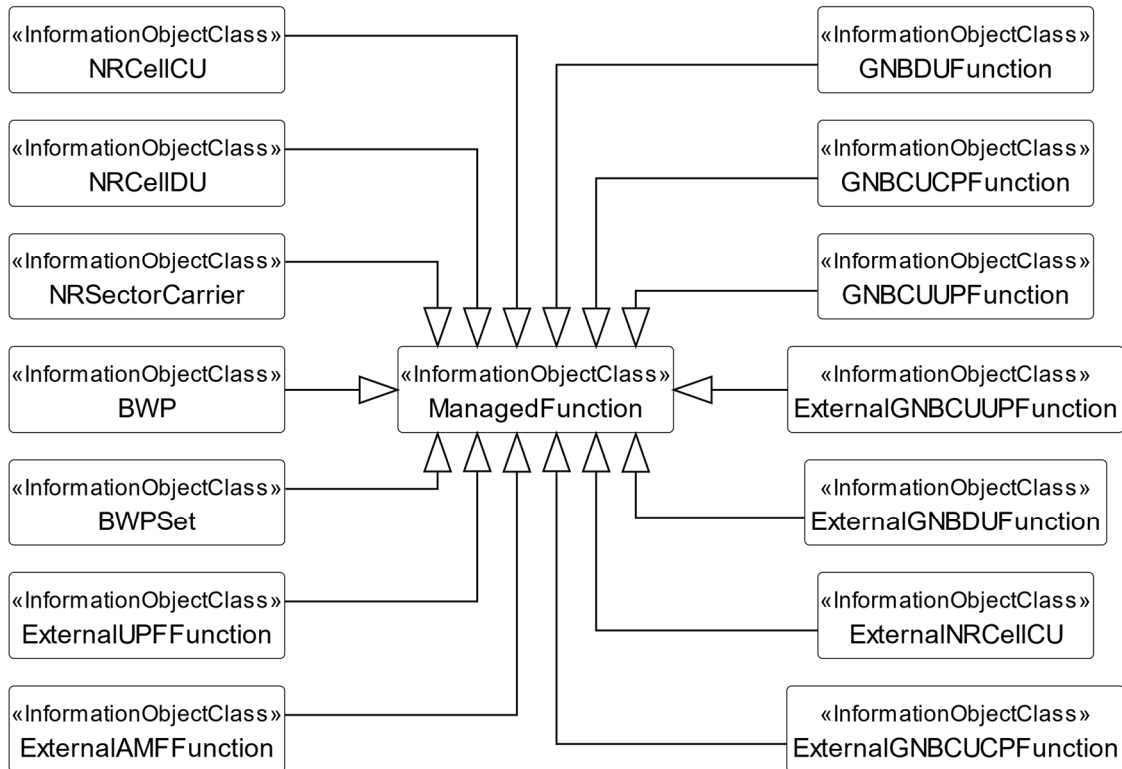 «InformationObjectClass»
NRCellCU
«InformationObjectClass»
NRCellDU
«InformationObjectClass»
NRSectorCarrier
«InformationObjectClass»
BWP
«InformationObjectClass»
BWPSet
«InformationObjectClass»
ExternalUPFFunction
«InformationObjectClass»
ExternalAMFFunction
«InformationObjectClass»
ManagedFunction
«InformationObjectClass»
GNBDUFunction
«InformationObjectClass»
GNBCUCPFunction
«InformationObjectClass»
GNBCUUPFunction
«InformationObjectClass»
ExternalGNBCUUPFunction
«InformationObjectClass»
ExternalGNBDUFunction
«InformationObjectClass»
ExternalNRCellCU
«InformationObjectClass»
ExternalGNBCUCPFunction